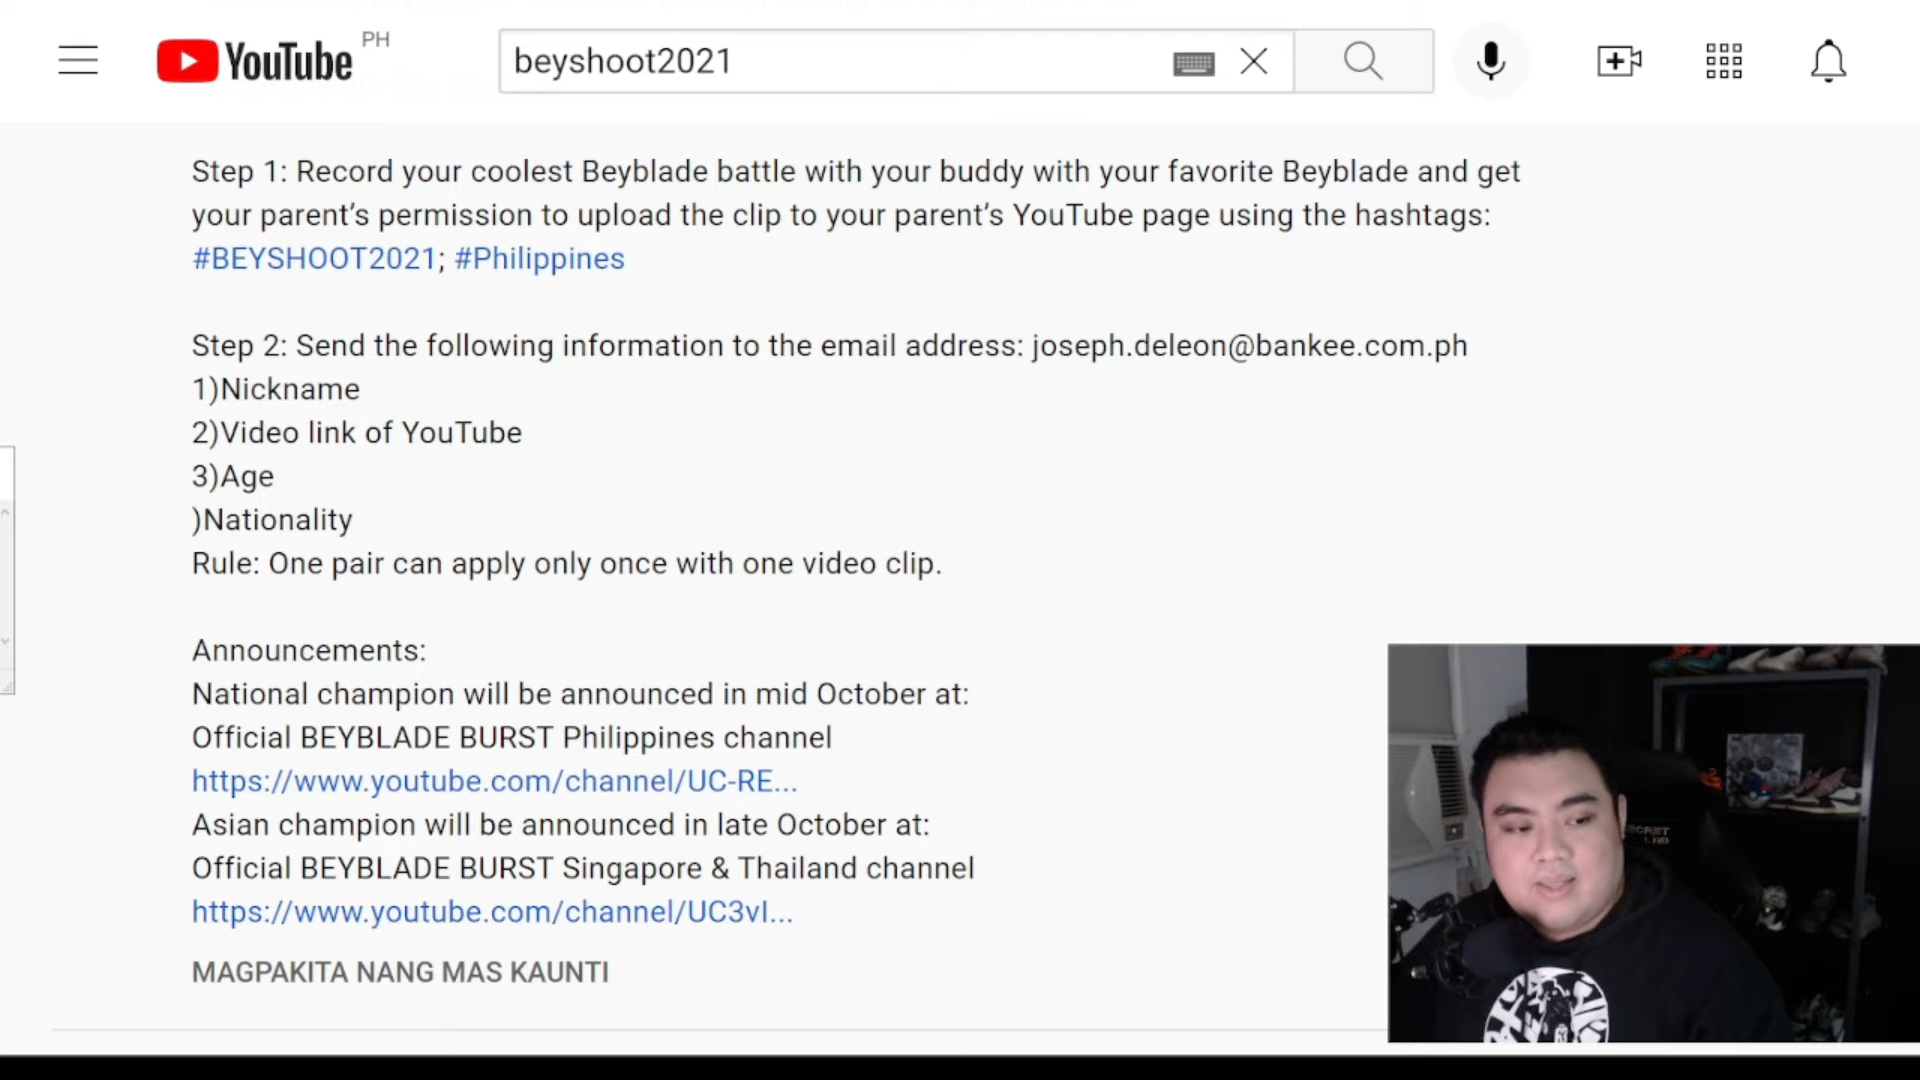 YouTube PH
beyshoot2021
Step 1: Record your coolest Beyblade battle with your buddy with your favorite Beyblade and get
your parent’s permission to upload the clip to your parent’s YouTube page using the hashtags:
#BEYSHOOT2021; #Philippines
Step 2: Send the following information to the email address: joseph.deleon@bankee.com.ph
1)Nickname
2)Video link of YouTube
3)Age
)Nationality
Rule: One pair can apply only once with one video clip.
Announcements:
National champion will be announced in mid October at:
Official BEYBLADE BURST Philippines channel
https://www.youtube.com/channel/UC-RE...
Asian champion will be announced in late October at:
Official BEYBLADE BURST Singapore & Thailand channel
https://www.youtube.com/channel/UC3vI...
MAGPAKITA NANG MAS KAUNTI